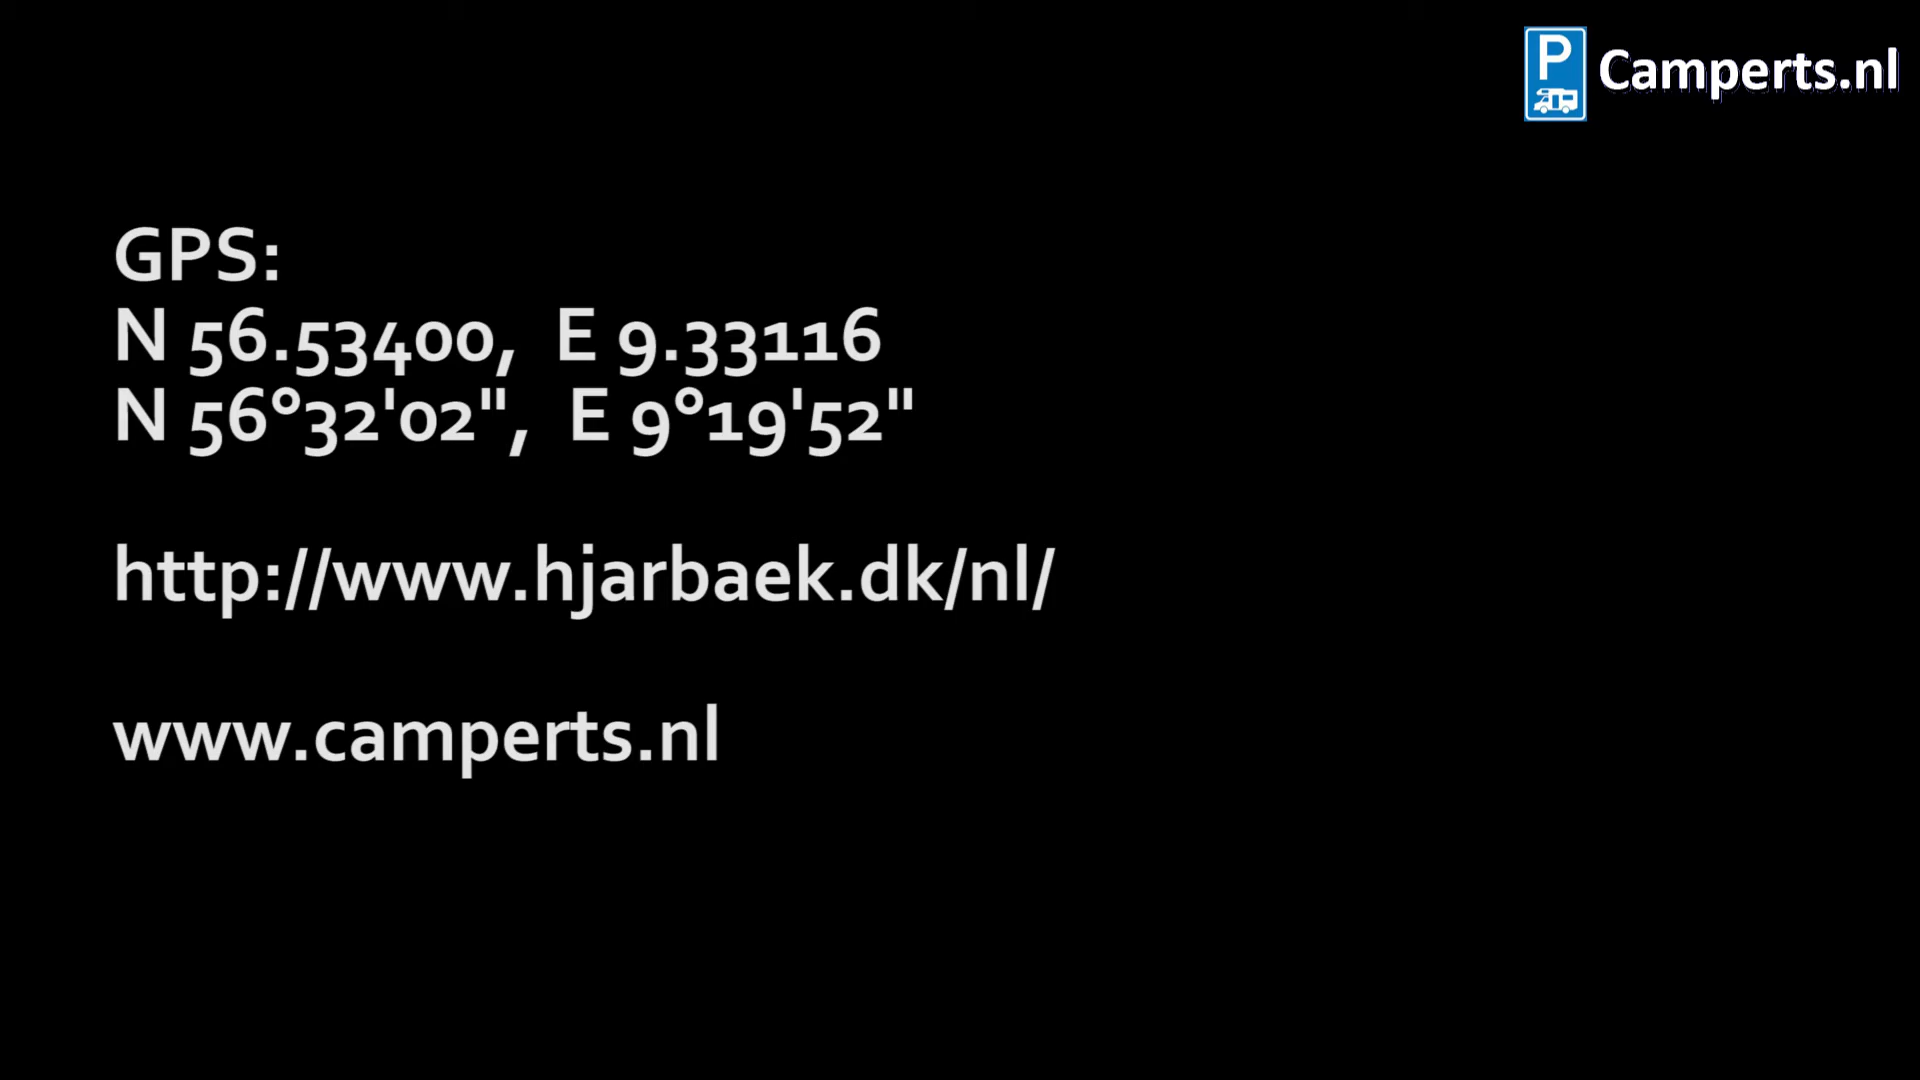 P Camperts.nl
GPS:
N 56.53400, E 9.33116
N 56°32'02", E 9°19'52"
http://www.hjarbaek.dk/nl/
www.camperts.nl